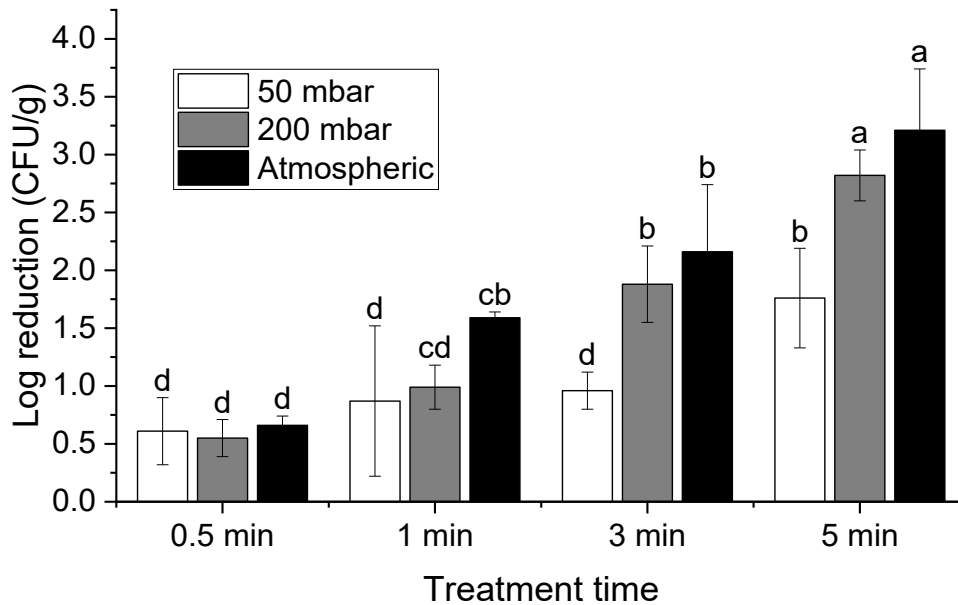 Log reduction (CFU/g)
4.0
3.5
3.0
2.5
2.0
1.5
1.0
0.5
0.0
50 mbar
200 mbar
Atmospheric
d d d
d cd cb
d b b
b a a
0.5 min 1 min 3 min 5 min
Treatment time